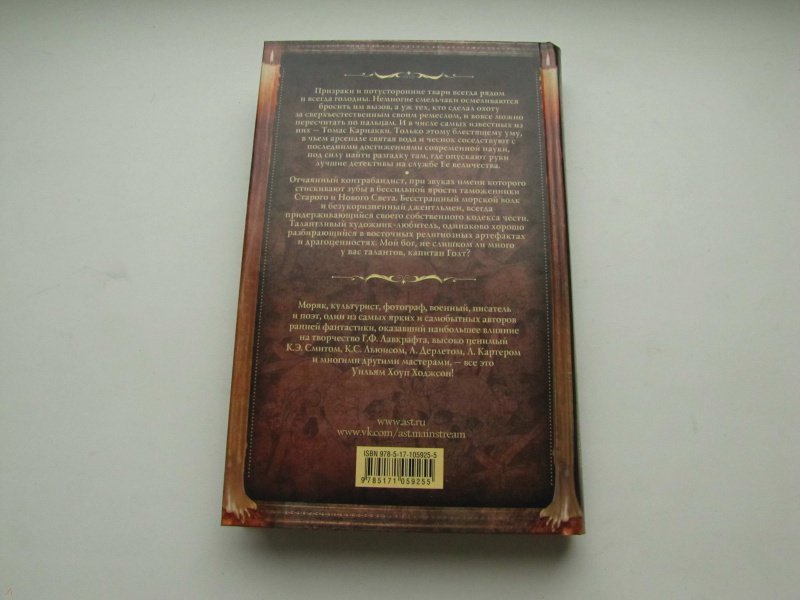 Призраки и потусторонние твари всегда рядом
и всегда голодны. Немногие смельчаки осмеливаются
бросить им вызов, а уж тех, кто сделал охоту
за сверхъестественным своим ремеслом, и вовсе можно
пересчитать по пальцам. И в числе самых известных из
них — Томас Карнакки. Только этому блестящему уму,
в чьем арсенале святая вода и чеснок соседствуют с
последними достижениями современной науки,
под силу найти разгадку там, где опускают руки
лучшие детективы на службе Ее величества.
•
Отчаянный контрабандист, при звуках имени которого
стискивают зубы в бессильной ярости таможенники
Старого и Нового Света. Бесстрашный морской волк
и безукоризненный джентльмен, всегда
придерживающийся своего собственного кодекса чести.
Талантливый художник-любитель, одинаково хорошо
разбирающийся в восточных религиозных артефактах
и драгоценностях. Мой бог, не слишком ли много
у вас талантов, капитан Голт?
Моряк, культурист, фотограф, военный, писатель
и поэт, один из самых ярких и самобытных авторов
ранней фантастики, оказавший наибольшее влияние
на творчество Г.Ф. Лавкрафта, высоко ценимый
К.Э. Смитом, К.С. Льюисом, А. Дерлетом, Л. Картером
и многими другими мастерами, — все это
Уильям Хоуп Ходжсон!
www.ast.ru
www.vk.com/ast.mainstream
ISBN 978-5-17-105925-5
9 785171 059255